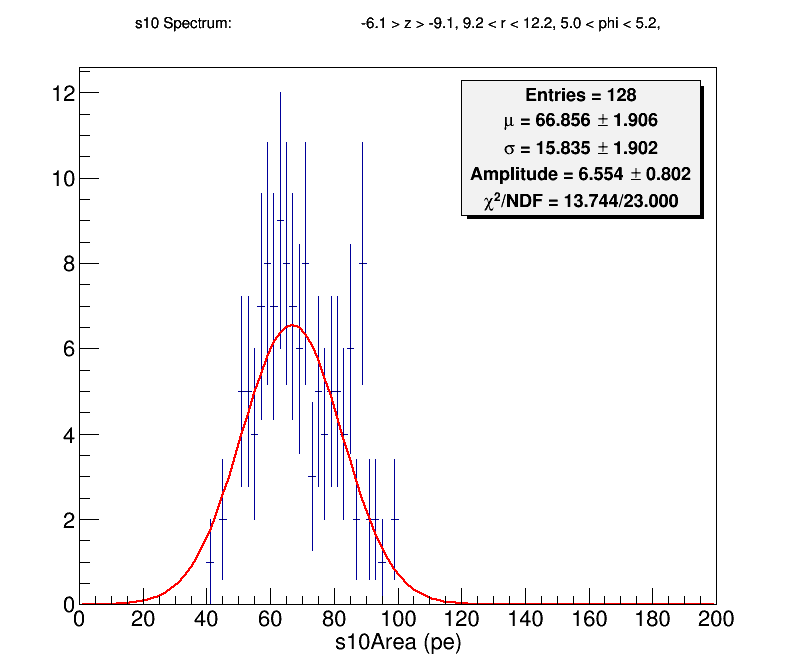 s10 Spectrum: -6.1 > z > -9.1, 9.2 < r < 12.2, 5.0 < phi < 5.2,
Entries = 128
μ = 66.856 ± 1.906
σ = 15.835 ± 1.902
Amplitude = 6.554 ± 0.802
χ²/NDF = 13.744/23.000
12
10
8
6
4
2
0
0 20 40 60 80 100 120 140 160 180 200
s10Area (pe)